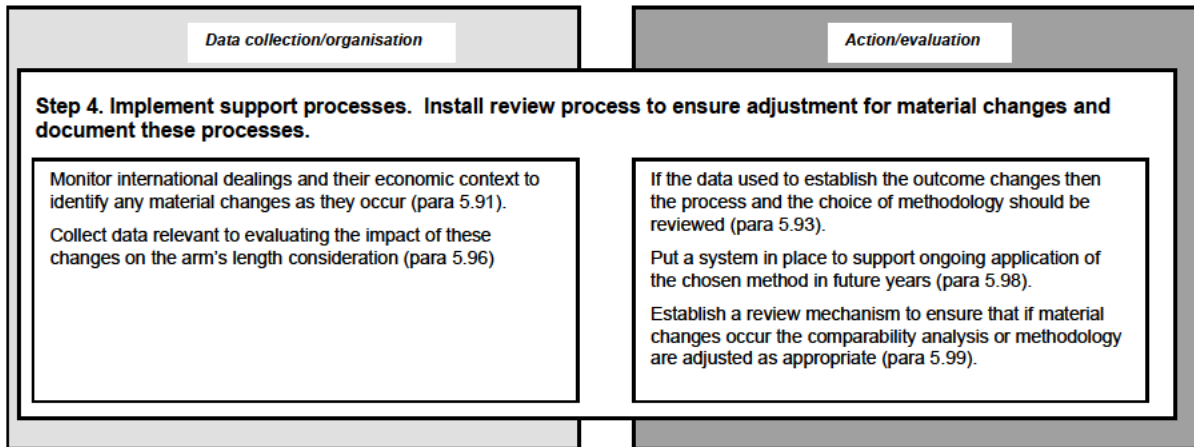 Data collection/organisation
Action/evaluation
Step 4. Implement support processes.  Install review process to ensure adjustment for material changes and
document these processes.
Monitor international dealings and their economic context to
identify any material changes as they occur (para 5.91).
Collect data relevant to evaluating the impact of these
changes on the arm's length consideration (para 5.96)
If the data used to establish the outcome changes then
the process and the choice of methodology should be
reviewed (para 5.93).
Put a system in place to support ongoing application of
the chosen method in future years (para 5.98).
Establish a review mechanism to ensure that if material
changes occur the comparability analysis or methodology
are adjusted as appropriate (para 5.99).